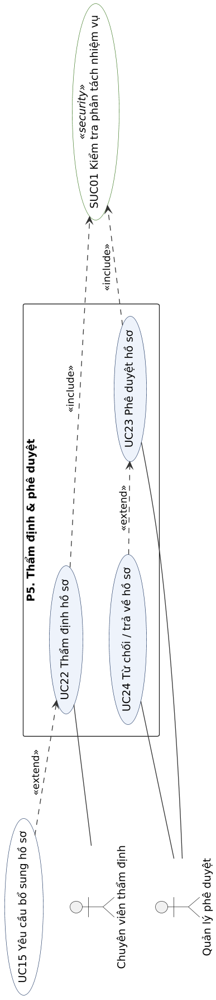 P5. Thẩm định & phê duyệt
UC15 Yêu cầu bổ sung hồ sơ
«extend»
UC22 Thẩm định hồ sơ
«include»
«security»
SUC01 Kiểm tra phân tách nhiệm vụ
Chuyên viên thẩm định
UC24 Từ chối / trả về hồ sơ
«extend»
UC23 Phê duyệt hồ sơ
«include»
Quản lý phê duyệt